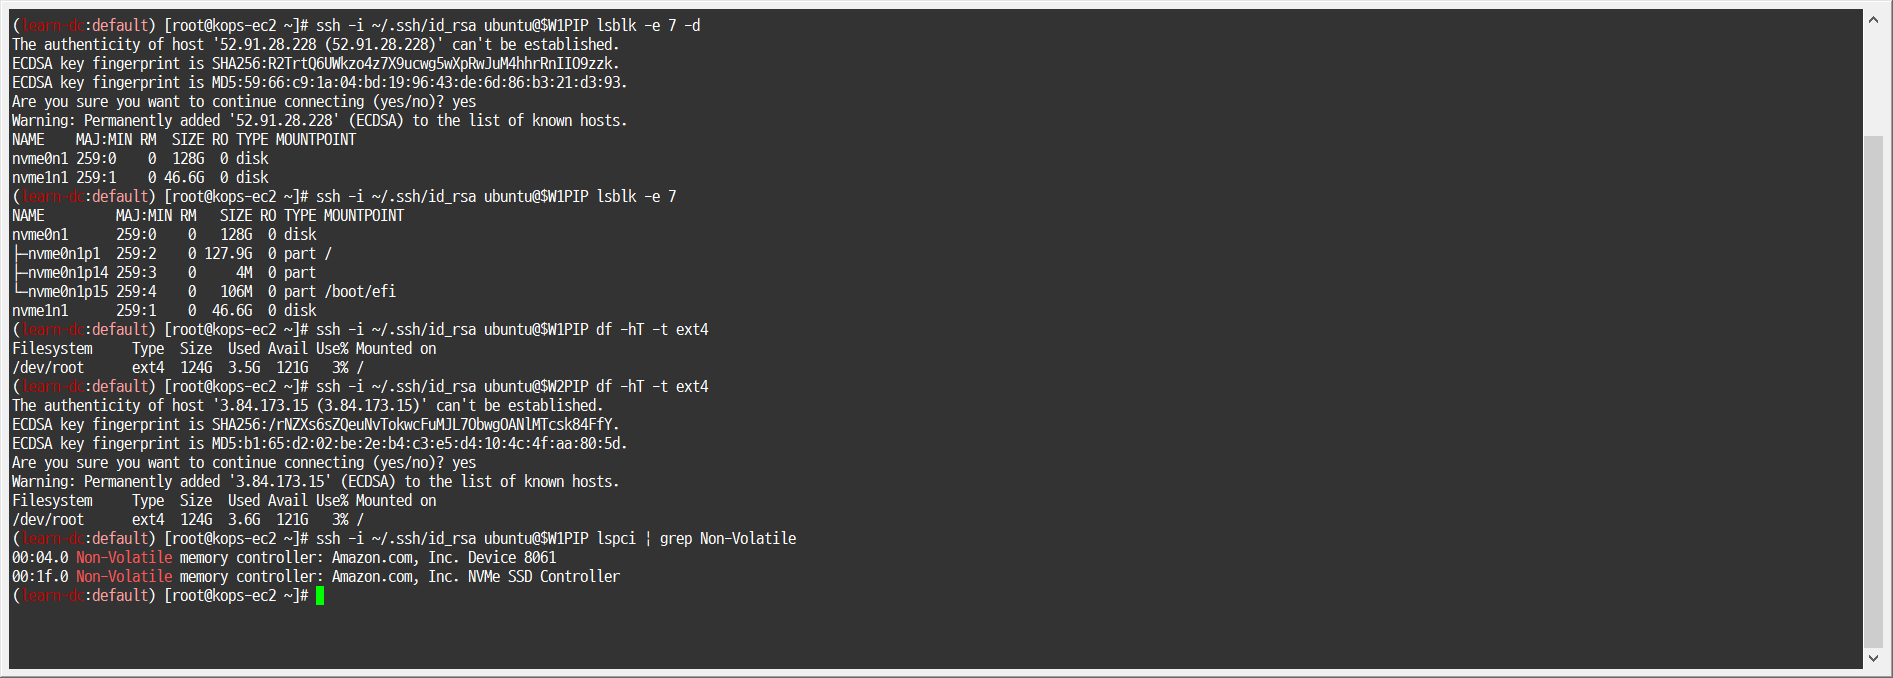 (learn-dc:default) [root@kops-ec2 ~]# ssh -i ~/.ssh/id_rsa ubuntu@$W1PIP lsblk -e 7 -d
The authenticity of host '52.91.28.228 (52.91.28.228)' can't be established.
ECDSA key fingerprint is SHA256:R2TrtQ6UWkzo4z7X9ucwg5wXpRwJuM4hhrRnIIO9zzk.
ECDSA key fingerprint is MD5:59:66:c9:1a:04:bd:19:96:43:de:6d:86:b3:21:d3:93.
Are you sure you want to continue connecting (yes/no)? yes
Warning: Permanently added '52.91.28.228' (ECDSA) to the list of known hosts.
NAME    MAJ:MIN RM  SIZE RO TYPE MOUNTPOINT
nvme0n1 259:0    0  128G  0 disk
nvme1n1 259:1    0 46.6G  0 disk
(learn-dc:default) [root@kops-ec2 ~]# ssh -i ~/.ssh/id_rsa ubuntu@$W1PIP lsblk -e 7
NAME         MAJ:MIN RM   SIZE RO TYPE MOUNTPOINT
nvme0n1      259:0    0   128G  0 disk
├─nvme0n1p1  259:2    0 127.9G  0 part /
├─nvme0n1p14 259:3    0     4M  0 part
└─nvme0n1p15 259:4    0   106M  0 part /boot/efi
nvme1n1      259:1    0  46.6G  0 disk
(learn-dc:default) [root@kops-ec2 ~]# ssh -i ~/.ssh/id_rsa ubuntu@$W1PIP df -hT -t ext4
Filesystem     Type  Size  Used Avail Use% Mounted on
/dev/root      ext4  124G  3.5G  121G   3% /
(learn-dc:default) [root@kops-ec2 ~]# ssh -i ~/.ssh/id_rsa ubuntu@$W2PIP df -hT -t ext4
The authenticity of host '3.84.173.15 (3.84.173.15)' can't be established.
ECDSA key fingerprint is SHA256:/rNZXs6sZQeuNvTokwcFuMJL7ObwgOANlMTcsk84FfY.
ECDSA key fingerprint is MD5:b1:65:d2:02:be:2e:b4:c3:e5:d4:10:4c:4f:aa:80:5d.
Are you sure you want to continue connecting (yes/no)? yes
Warning: Permanently added '3.84.173.15' (ECDSA) to the list of known hosts.
Filesystem     Type  Size  Used Avail Use% Mounted on
/dev/root      ext4  124G  3.6G  121G   3% /
(learn-dc:default) [root@kops-ec2 ~]# ssh -i ~/.ssh/id_rsa ubuntu@$W1PIP lspci | grep Non-Volatile
00:04.0 Non-Volatile memory controller: Amazon.com, Inc. Device 8061
00:1f.0 Non-Volatile memory controller: Amazon.com, Inc. NVMe SSD Controller
(learn-dc:default) [root@kops-ec2 ~]#